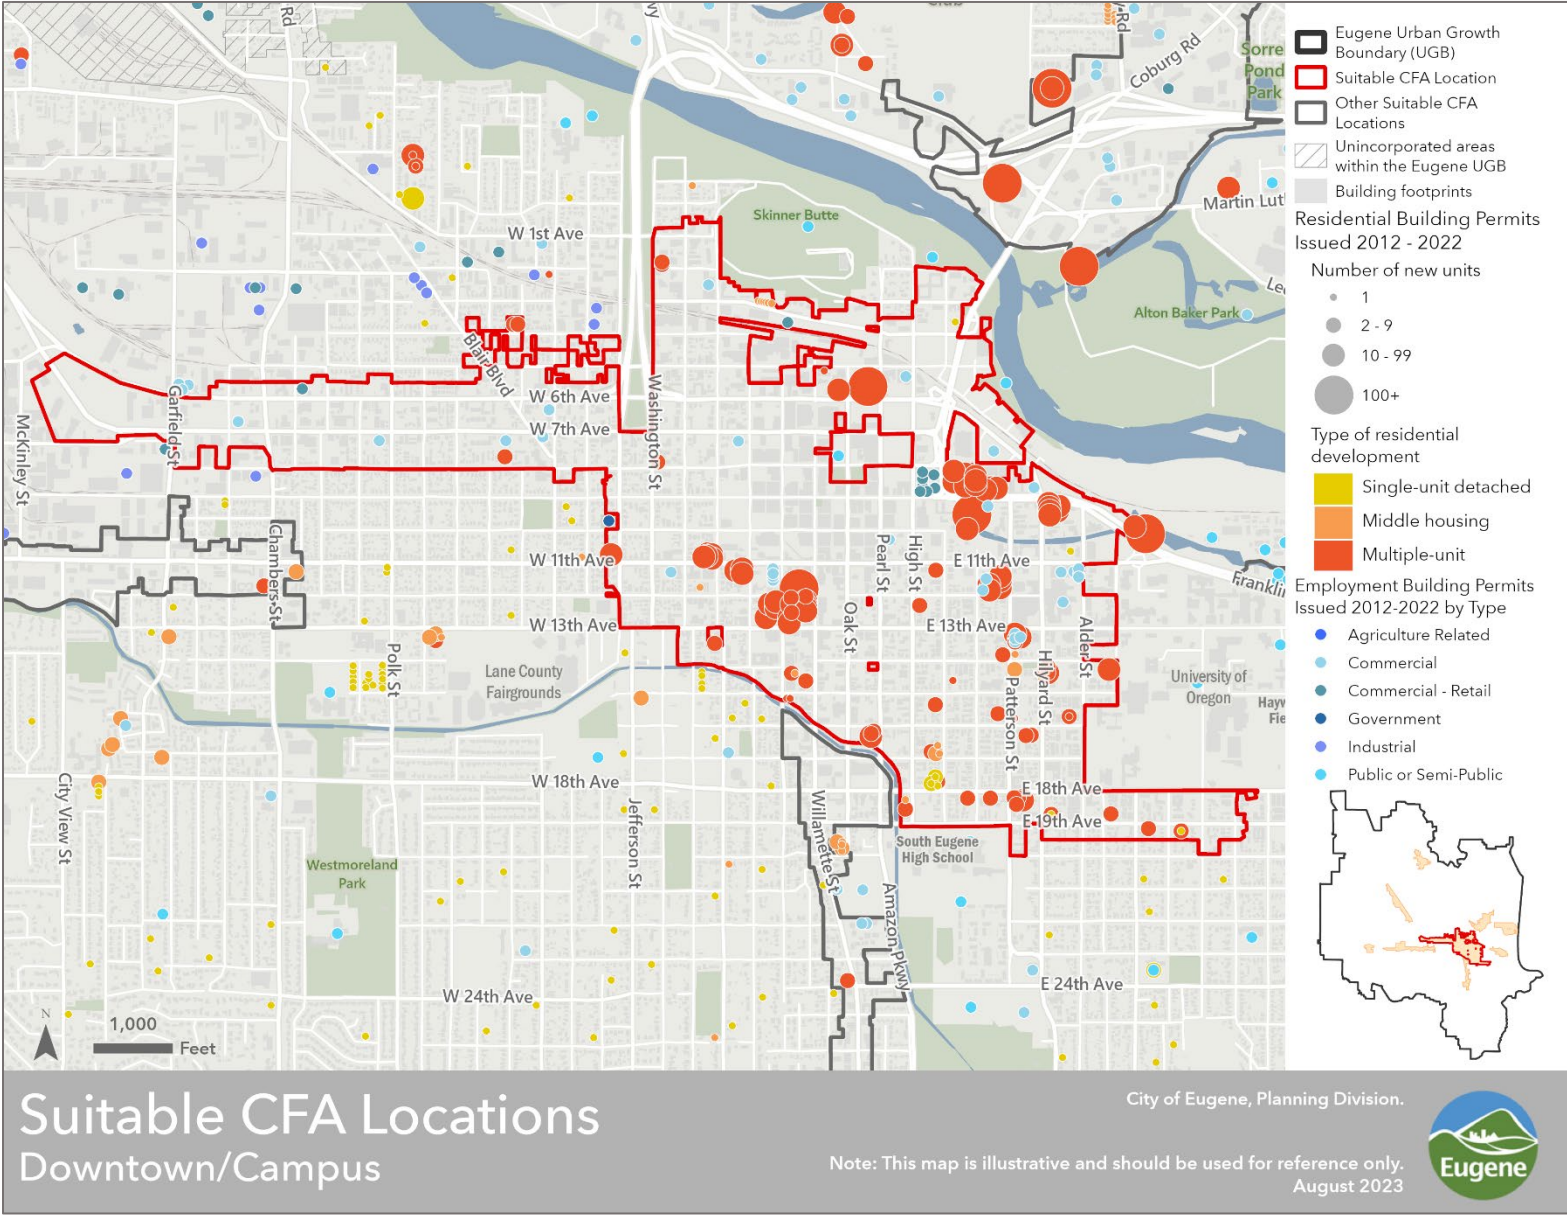 Rd
Rd
Coburg Rd
Sorre
Pond
Park
Skinner Butte
Martin Lut
W 1st Ave
Alton Baker Park
Blair Blvd
W 6th Ave
W 7th Ave
Washington St
Garfield St
McKinley St
Chambers St
W 11th Ave
Pearl St
High St
E 11th Ave
Franklin
W 13th Ave
Oak St
E 13th Ave
Alder St
Polk St
Lane County
Fairgrounds
Hilyard St
Patterson St
University of
Oregon
Hayw
Fie
City View St
W 18th Ave
Jefferson St
Willamette St
E 18th Ave
E 19th Ave
South Eugene
High School
Westmoreland
Park
Amazon Pkwy
W 24th Ave
E 24th Ave
N
1,000
Feet
Eugene Urban Growth
Boundary (UGB)
Suitable CFA Location
Other Suitable CFA
Locations
Unincorporated areas
within the Eugene UGB
Building footprints
Residential Building Permits
Issued 2012 - 2022
Number of new units
1
2 - 9
10 - 99
100+
Type of residential
development
Single-unit detached
Middle housing
Multiple-unit
Employment Building Permits
Issued 2012-2022 by Type
Agriculture Related
Commercial
Commercial - Retail
Government
Industrial
Public or Semi-Public
Suitable CFA Locations
Downtown/Campus
City of Eugene, Planning Division.
Note: This map is illustrative and should be used for reference only.
August 2023
Eugene